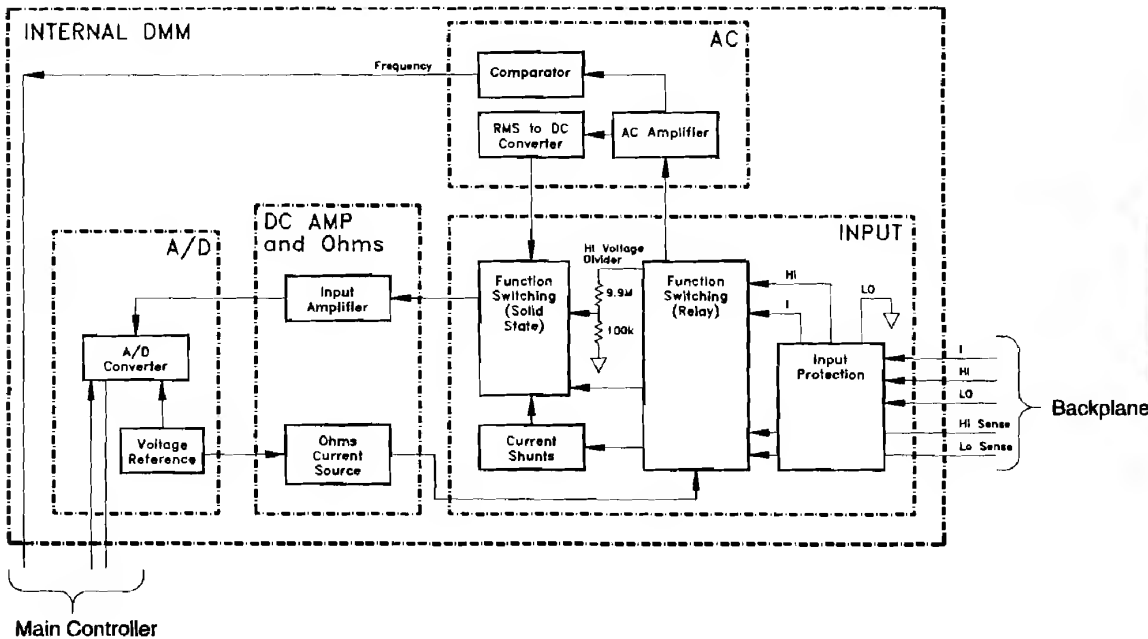 INTERNAL DMM
AC
Frequency
Comparator
RMS to DC
Converter
AC Amplifier
DC AMP
and Ohms
A/D
INPUT
Input
Amplifier
Function
Switching
(Solid
State)
Hi Voltage
Divider
9.9M
100k
Function
Switching
(Relay)
Hi
I
LO
Input
Protection
A/D
Converter
Voltage
Reference
Ohms
Current
Source
Current
Shunts
I
Hi
LO
Hi Sense
Lo Sense
Backplane
Main Controller